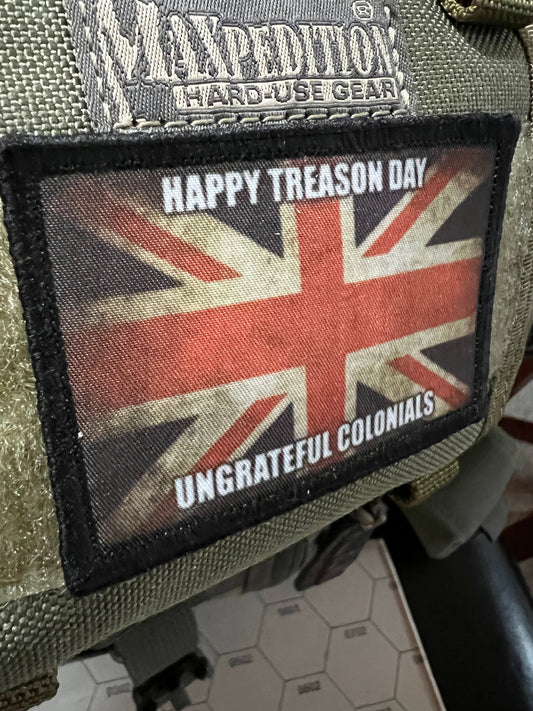 MAXPEDITION®
HARD-USE GEAR
HAPPY TREASON DAY
UNGRATEFUL COLONIALS